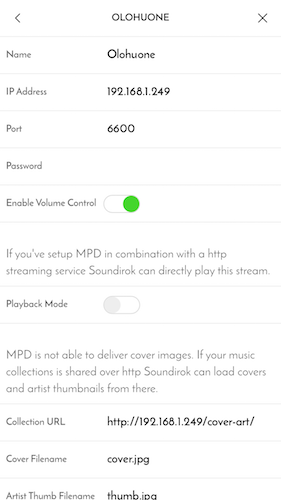 OLOHUONE
Name Olohuone
IP Address 192.168.1.249
Port 6600
Password
Enable Volume Control
If you've setup MPD in combination with a http
streaming service Soundirok can directly play this stream.
Playback Mode
MPD is not able to deliver cover images. If your music
collections is shared over http Soundirok can load covers
and artist thumbnails from there.
Collection URL http://192.168.1.249/cover-art/
Cover Filename cover.jpg
Artist Thumb Filename thumb.jpg